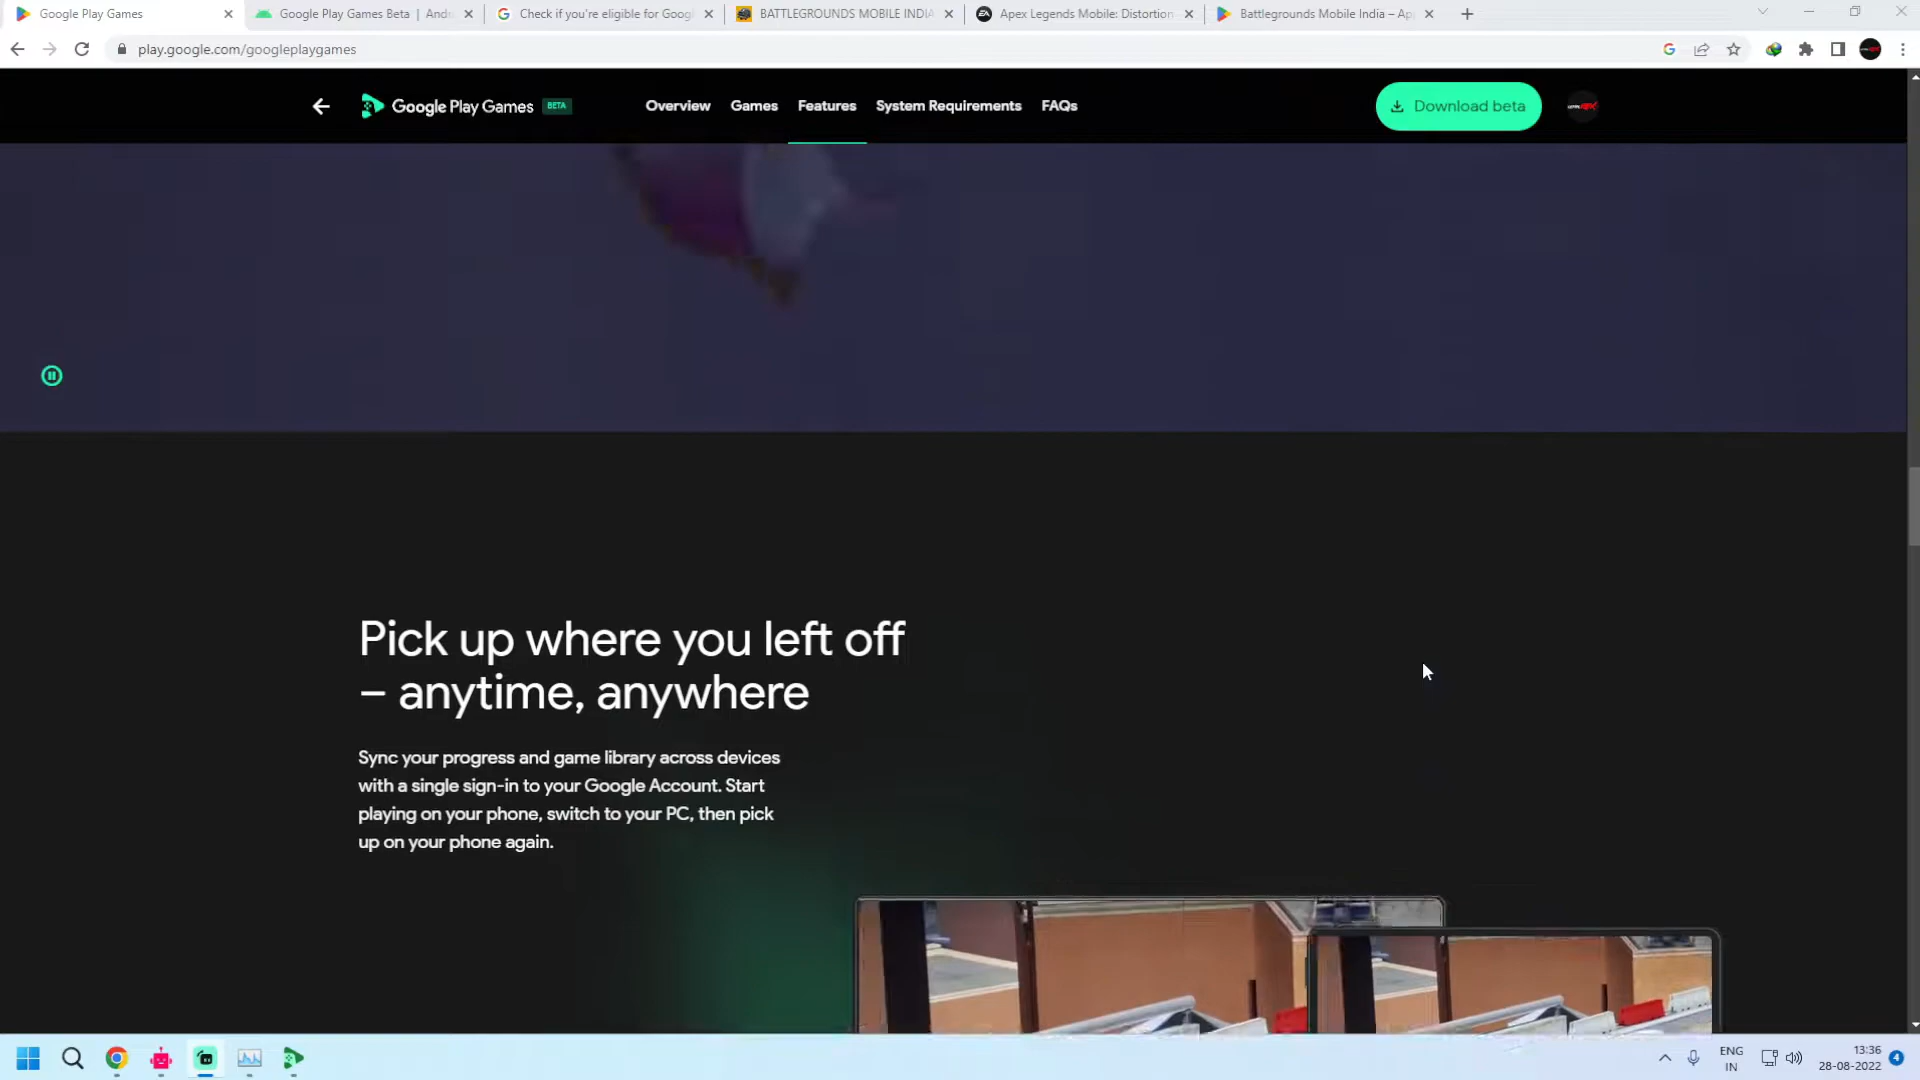 Google Play Games
Google Play Games Beta | Andr
Check if you're eligible for Googl
BATTLEGROUNDS MOBILE INDIA
Apex Legends Mobile: Distortion
Battlegrounds Mobile India – Ap
play.google.com/googleplaygames
Google Play Games BETA
Overview
Games
Features
System Requirements
FAQs
Download beta
Pick up where you left off
– anytime, anywhere
Sync your progress and game library across devices
with a single sign-in to your Google Account. Start
playing on your phone, switch to your PC, then pick
up on your phone again.
ENG
IN
13:36
28-08-2022
4